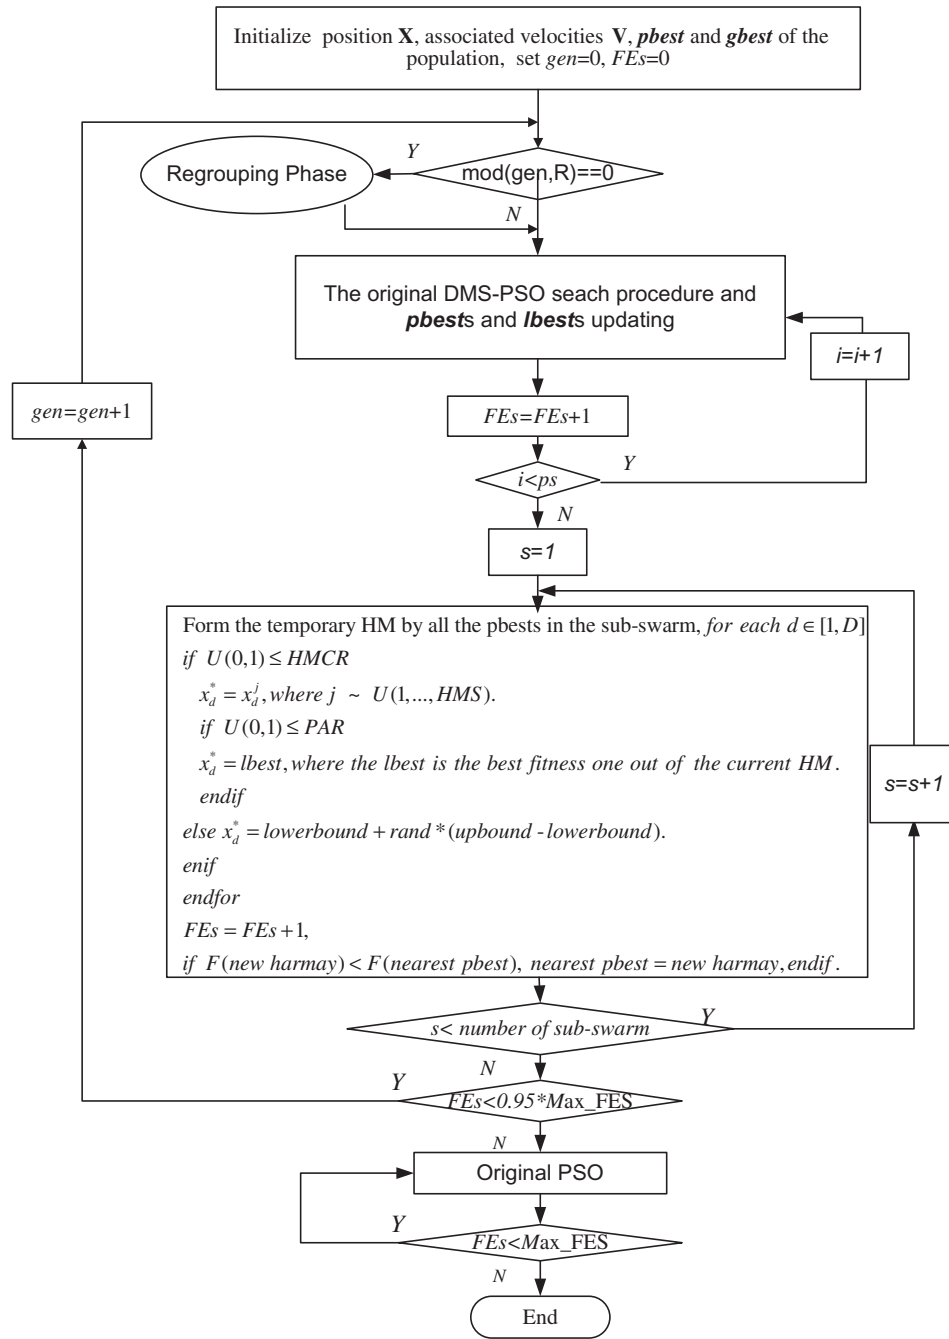 Initialize position X, associated velocities V, pbest and gbest of the
population, set gen=0, FEs=0
Y
mod(gen,R)==0
Regrouping Phase
N
The original DMS-PSO seach procedure and
pbests and lbests updating
i=i+1
gen=gen+1
FEs=FEs+1
Y
i<ps
N
s=1
Form the temporary HM by all the pbests in the sub-swarm, for each d ∈ [1, D]
if U(0,1) ≤ HMCR
x_d^* = x_d^j, where j ~ U(1,...,HMS).
if U(0,1) ≤ PAR
x_d^* = lbest, where the lbest is the best fitness one out of the current HM.
endif
else x_d^* = lowerbound + rand * (upbound - lowerbound).
enif
endfor
FEs = FEs +1,
if F(new harmay) < F(nearest pbest), nearest pbest = new harmay, endif.
s=s+1
s< number of sub-swarm
Y
N
Y
FEs<0.95*Max_FES
N
Original PSO
Y
FEs<Max_FES
N
End